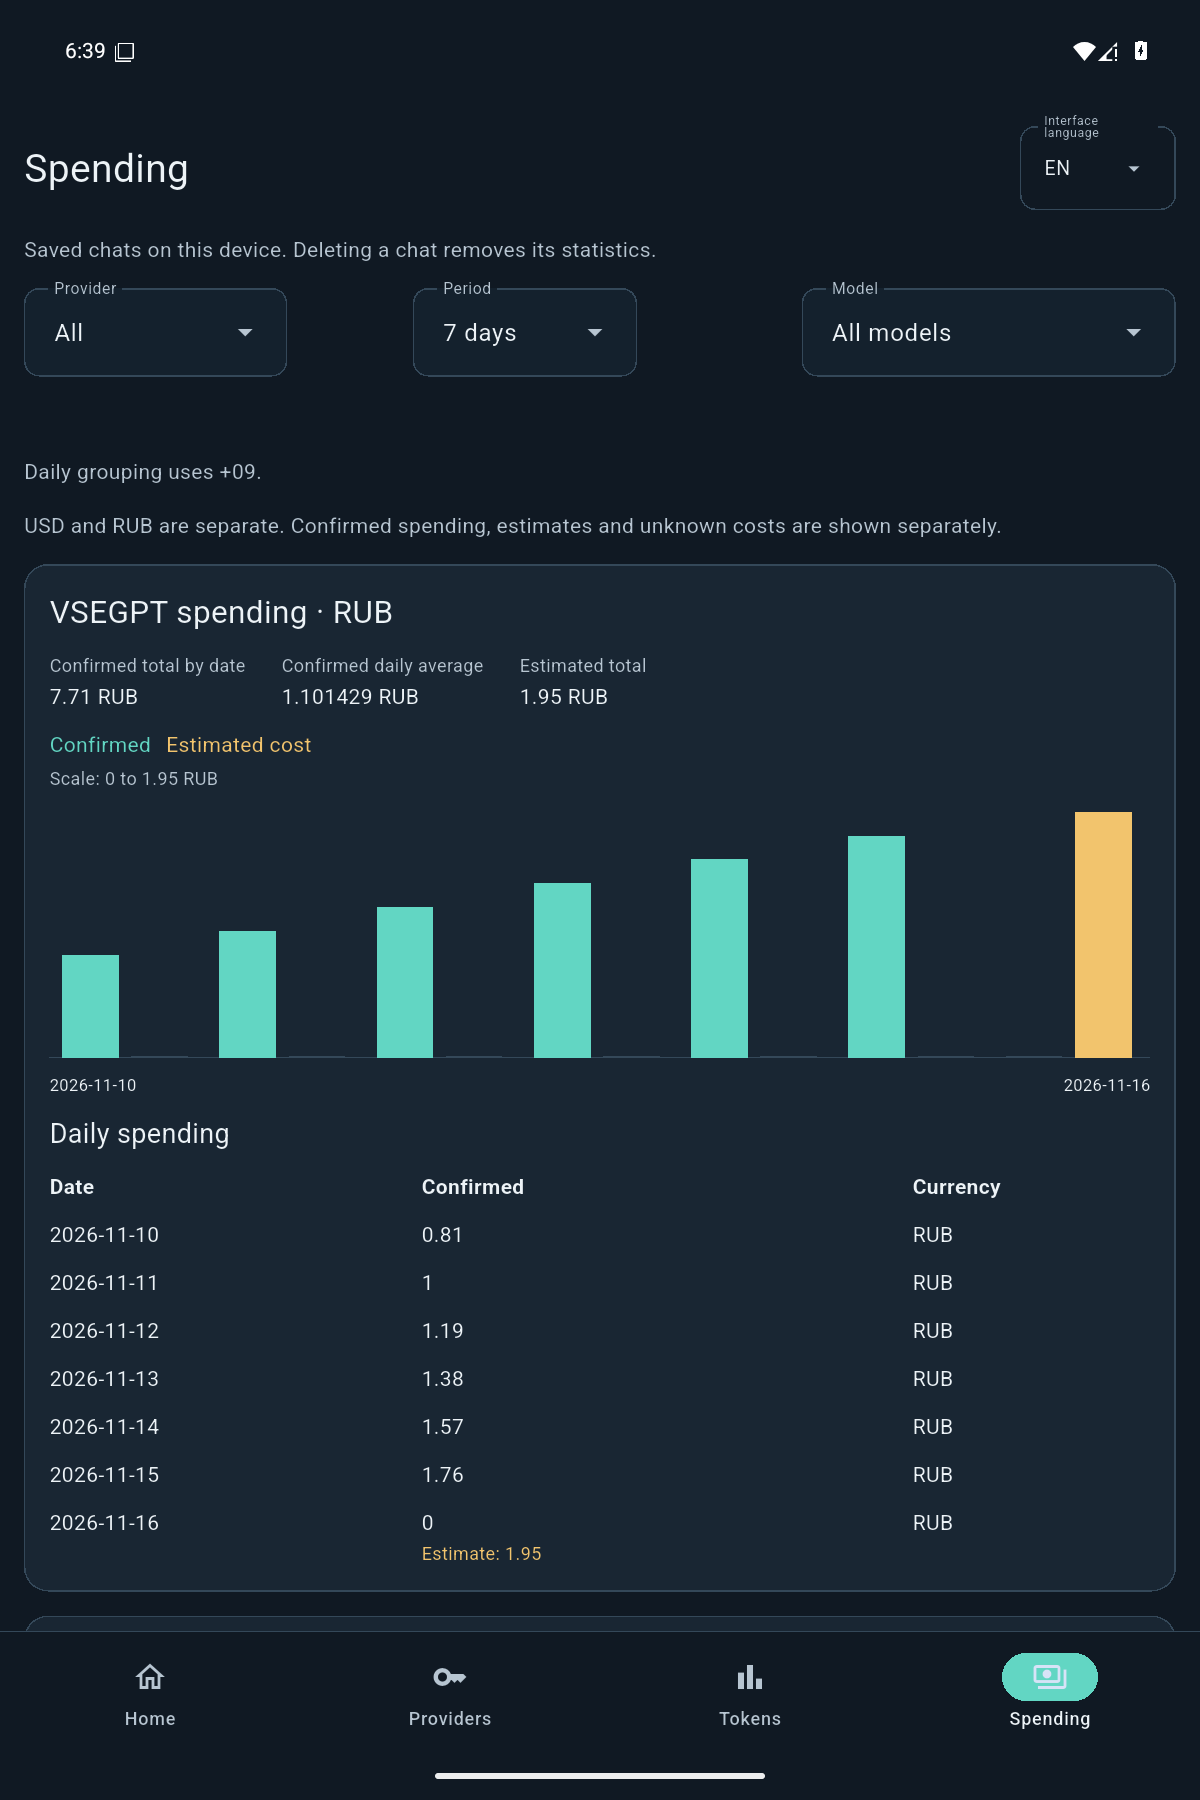 6:39
Interface language
Spending
EN
Saved chats on this device. Deleting a chat removes its statistics.
Provider Period Model
All 7 days All models
Daily grouping uses +09.
USD and RUB are separate. Confirmed spending, estimates and unknown costs are shown separately.
VSEGPT spending · RUB
Confirmed total by date Confirmed daily average Estimated total
7.71 RUB 1.101429 RUB 1.95 RUB
Confirmed Estimated cost
Scale: 0 to 1.95 RUB
2026-11-10 2026-11-16
Daily spending
Date Confirmed Currency
2026-11-10 0.81 RUB
2026-11-11 1 RUB
2026-11-12 1.19 RUB
2026-11-13 1.38 RUB
2026-11-14 1.57 RUB
2026-11-15 1.76 RUB
2026-11-16 0 RUB
Estimate: 1.95
Home Providers Tokens Spending